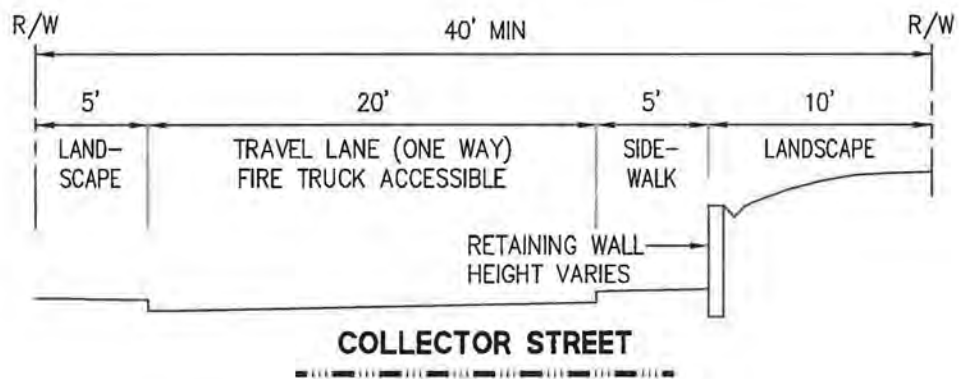 R/W
40' MIN
R/W
5'
20'
5'
10'
LAND-
SCAPE
TRAVEL LANE (ONE WAY)
FIRE TRUCK ACCESSIBLE
SIDE-
WALK
LANDSCAPE
RETAINING WALL
HEIGHT VARIES
COLLECTOR STREET